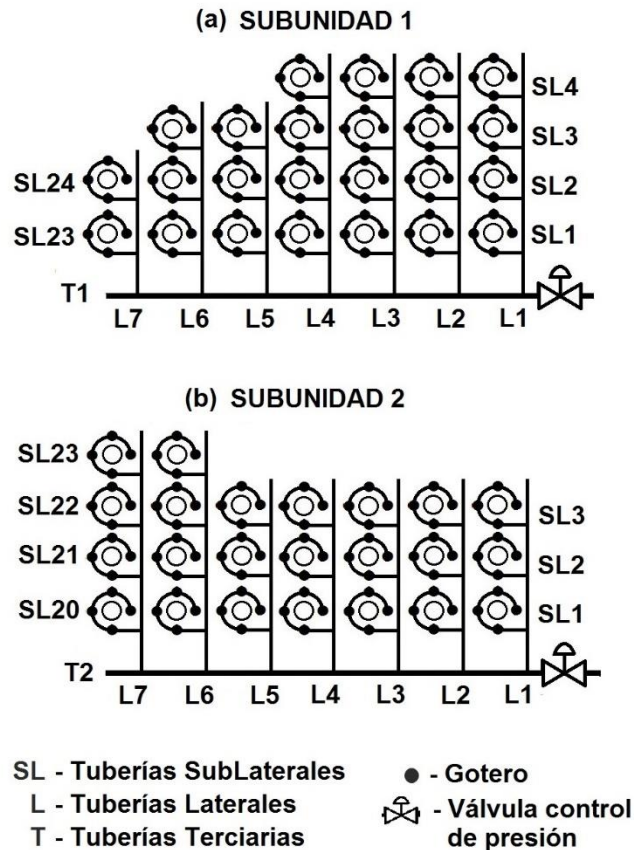 (a) SUBUNIDAD 1
SL4
SL3
SL24
SL2
SL23
SL1
T1
L7 L6 L5 L4 L3 L2 L1
(b) SUBUNIDAD 2
SL23
SL22
SL3
SL21
SL2
SL20
SL1
T2
L7 L6 L5 L4 L3 L2 L1
SL - Tuberías SubLaterales
L - Tuberías Laterales
T - Tuberías Terciarias
- Gotero
- Válvula control
de presión